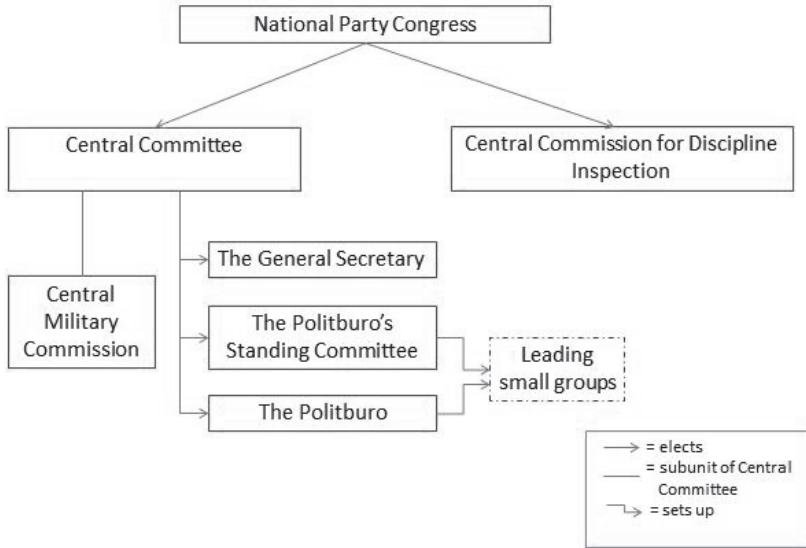 National Party Congress
Central Committee
Central Commission for Discipline
Inspection
The General Secretary
Central
Military
Commission
The Politburo’s
Standing Committee
Leading
small groups
The Politburo
= elects
= subunit of Central
Committee
= sets up